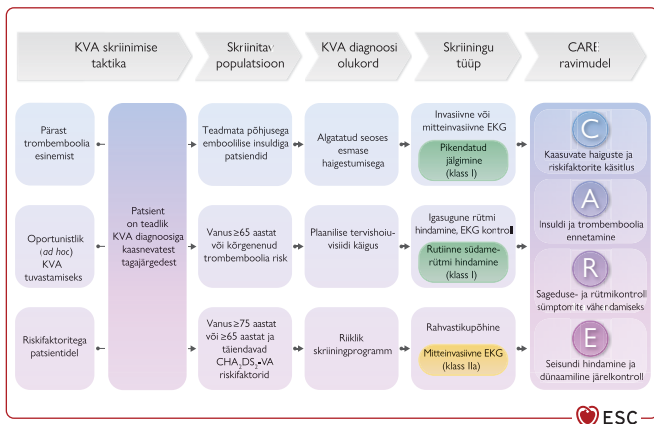 KVA skriinimise
taktika
Skriinitav
populatsioon
KVA diagnoosi
olukord
Skriiningu
tüüp
CARE
ravimudel
Pärast
trombemboolia
esinemist
Oportunistlik
(ad hoc)
KVA
tuvastamiseks
Riskifaktoritega
patsientidel
Patsient
on teadlik
KVA diagnoosiga
kaasnevatest
tagajärgedest
Teadmata põhjusega
emboolilise insuldiga
patsiendid
Vanus ≥65 aastat
või kõrgenenud
tromboemboolia risk
Vanus ≥75 aastat
või ≥65 aastat ja
täiendavad
CHA₂DS₂-VA
riskifaktorid
Algatatud seoses
esmase
haigestumisega
Plaanilise tervishoiu-
visiidi käigus
Riiklik
skriiningprogramm
Invasiivne või
mitteinvasiivne EKG
Pikendatud
jälgimine
(klass I)
Igasugune rütmi
hindamine, EKG kontroll
Rutiinne südame-
rütmi hindamine
(klass I)
Rahvastikupõhine
Mitteinvasiivne EKG
(klass IIa)
C
Kaasuvate haiguste ja
riskifaktorite käsitlus
A
Insuldi ja trombemboolia
ennetamine
R
Sageduse- ja rütmikontroll
sümptomite vähendamiseks
E
Seisundi hindamine ja
dünaamiline järelkontroll
ESC